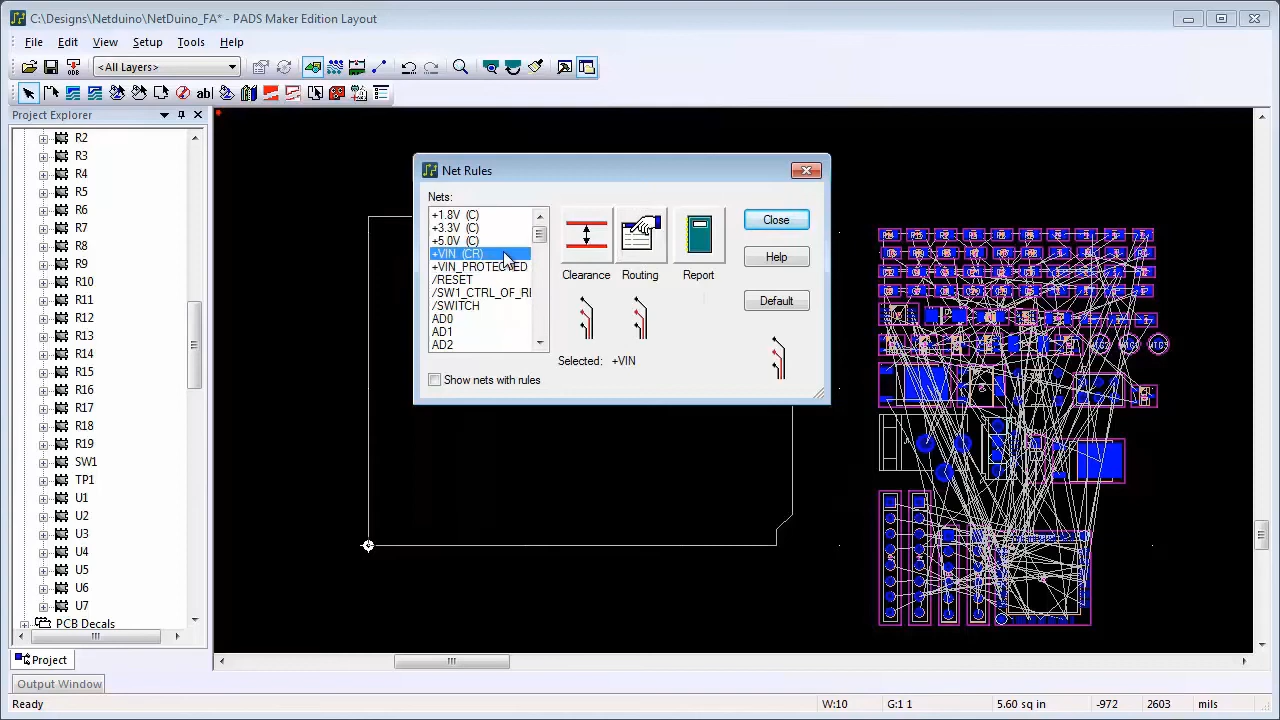 C:\Designs\Netduino\NetDuino_FA* - PADS Maker Edition Layout
File Edit View Setup Tools Help
<All Layers>
ab
Project Explorer
R2
R3
R4
R5
R6
R7
R8
R9
R10
R11
R12
R13
R14
R15
R16
R17
R18
R19
SW1
TP1
U1
U2
U3
U4
U5
U6
U7
PCB Decals
Project
Output Window
Net Rules
Nets:
+1.8V (C)
+3.3V (C)
+5.0V (C)
+VIN (CR)
+VIN_PROTECTED
/RESET
/SW1_CTRL_OF_R
/SWITCH
AD0
AD1
AD2
Show nets with rules
Clearance Routing Report
Selected: +VIN
Close
Help
Default
Ready W:10 G:1 1 5.60 sq in -972 2603 mils